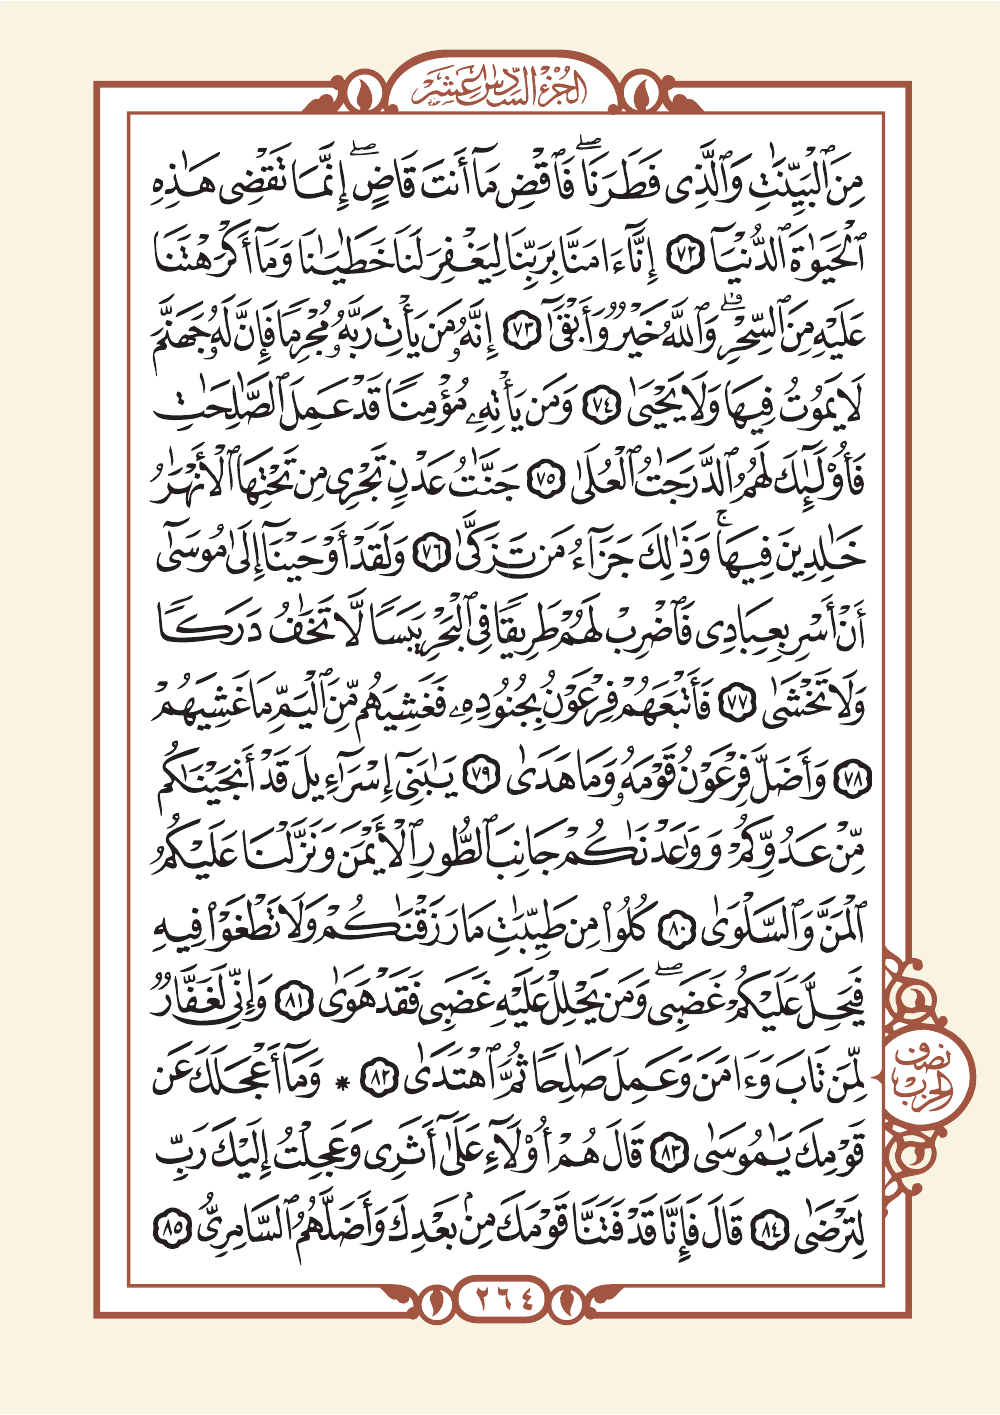 الجزء السادس عشر
مِنَ ٱلْبَيِّنَٰتِ وَٱلَّذِى فَطَرَنَا ۖ فَٱقْضِ مَآ أَنتَ قَاضٍ ۖ إِنَّمَا تَقْضِى هَٰذِهِ
ٱلْحَيَوٰةَ ٱلدُّنْيَآ ٧٢ إِنَّآ ءَامَنَّا بِرَبِّنَا لِيَغْفِرَ لَنَا خَطَٰيَٰنَا وَمَآ أَكْرَهْتَنَا
عَلَيْهِ مِنَ ٱلسِّحْرِ ۗ وَٱللَّهُ خَيْرٌ وَأَبْقَىٰٓ ٧٣ إِنَّهُۥ مَن يَأْتِ رَبَّهُۥ مُجْرِمًا فَإِنَّ لَهُۥ جَهَنَّمَ
لَا يَمُوتُ فِيهَا وَلَا يَحْيَىٰ ٧٤ وَمَن يَأْتِهِۦ مُؤْمِنًا قَدْ عَمِلَ ٱلصَّٰلِحَٰتِ
فَأُو۟لَٰٓئِكَ لَهُمُ ٱلدَّرَجَٰتُ ٱلْعُلَىٰ ٧٥ جَنَّٰتُ عَدْنٍ تَجْرِى مِن تَحْتِهَا ٱلْأَنْهَٰرُ
خَٰلِدِينَ فِيهَا ۚ وَذَٰلِكَ جَزَآءُ مَن تَزَكَّىٰ ٧٦ وَلَقَدْ أَوْحَيْنَآ إِلَىٰ مُوسَىٰٓ
أَنْ أَسْرِ بِعِبَادِى فَٱضْرِبْ لَهُمْ طَرِيقًا فِى ٱلْبَحْرِ يَبَسًا لَّا تَخَٰفُ دَرَكًا
وَلَا تَخْشَىٰ ٧٧ فَأَتْبَعَهُمْ فِرْعَوْنُ بِجُنُودِهِۦ فَغَشِيَهُم مِّنَ ٱلْيَمِّ مَا غَشِيَهُمْ
٧٨ وَأَضَلَّ فِرْعَوْنُ قَوْمَهُۥ وَمَا هَدَىٰ ٧٩ يَٰبَنِىٓ إِسْرَٰٓءِيلَ قَدْ أَنجَيْنَٰكُم
مِّنْ عَدُوِّكُمْ وَوَٰعَدْنَٰكُمْ جَانِبَ ٱلطُّورِ ٱلْأَيْمَنَ وَنَزَّلْنَا عَلَيْكُمُ
ٱلْمَنَّ وَٱلسَّلْوَىٰ ٨٠ كُلُوا۟ مِن طَيِّبَٰتِ مَا رَزَقْنَٰكُمْ وَلَا تَطْغَوْا۟ فِيهِ
فَيَحِلَّ عَلَيْكُمْ غَضَبِى ۖ وَمَن يَحْلِلْ عَلَيْهِ غَضَبِى فَقَدْ هَوَىٰ ٨١ وَإِنِّى لَغَفَّارٌ
لِّمَن تَابَ وَءَامَنَ وَعَمِلَ صَٰلِحًا ثُمَّ ٱهْتَدَىٰ ٨٢ * وَمَآ أَعْجَلَكَ عَن
نصف
الحزب
قَوْمِكَ يَٰمُوسَىٰ ٨٣ قَالَ هُمْ أُو۟لَآءِ عَلَىٰٓ أَثَرِى وَعَجِلْتُ إِلَيْكَ رَبِّ
لِتَرْضَىٰ ٨٤ قَالَ فَإِنَّا قَدْ فَتَنَّا قَوْمَكَ مِنۢ بَعْدِكَ وَأَضَلَّهُمُ ٱلسَّامِرِىُّ ٨٥
٢٦٤